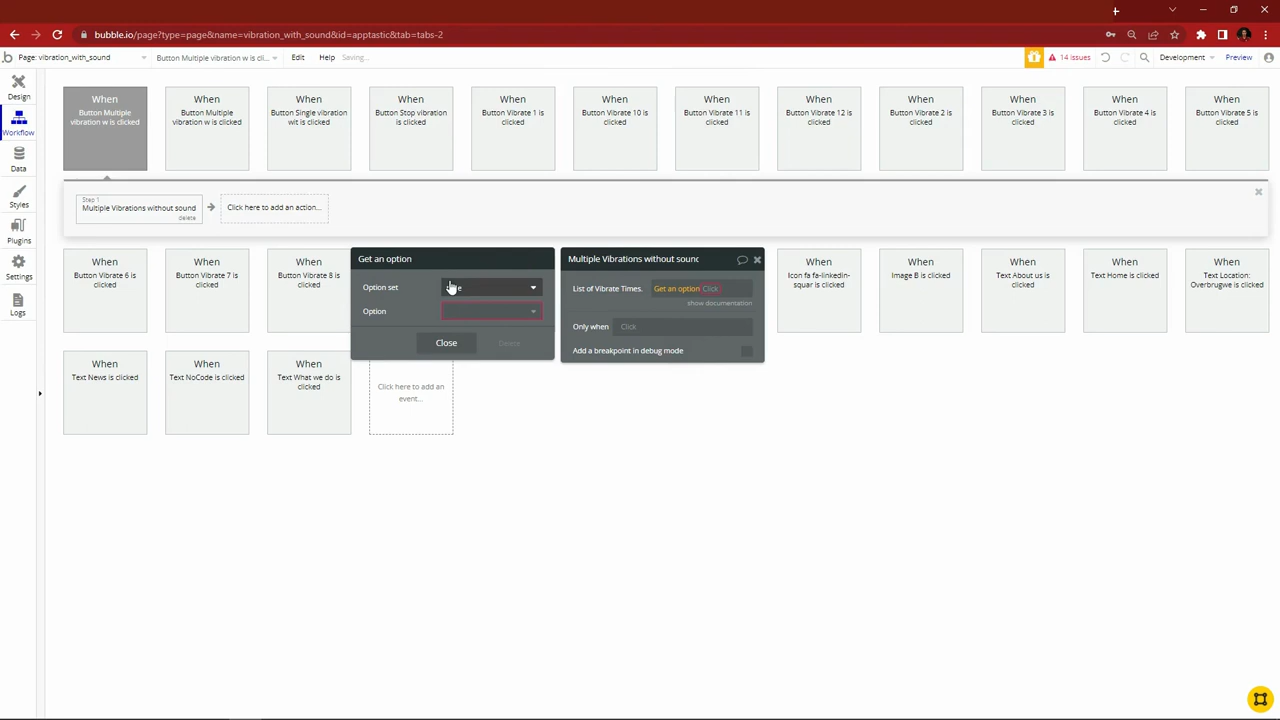 bubble.io/page?type=page&name=vibration_with_sound&id=apptastic&tab=tabs-2
Page: vibration_with_sound
Button Multiple vibration w is cli...
Edit
Help
Saving...
14 issues
Development
Preview
Design
Workflow
Data
Styles
Plugins
Settings
Logs
When
Button Multiple
vibration w is clicked
When
Button Multiple
vibration w is clicked
When
Button Single vibration
wit is clicked
When
Button Stop vibration
is clicked
When
Button Vibrate 1 is
clicked
When
Button Vibrate 10 is
clicked
When
Button Vibrate 11 is
clicked
When
Button Vibrate 12 is
clicked
When
Button Vibrate 2 is
clicked
When
Button Vibrate 3 is
clicked
When
Button Vibrate 4 is
clicked
When
Button Vibrate 5 is
clicked
Step 1
Multiple Vibrations without sound
delete
Click here to add an action...
When
Button Vibrate 6 is
clicked
When
Button Vibrate 7 is
clicked
When
Button Vibrate 8 is
clicked
Get an option
Option set
Option
Close
Delete
Multiple Vibrations without sound
List of Vibrate Times.
Get an option Click
show documentation
Only when
Click
Add a breakpoint in debug mode
When
Icon fa fa-linkedin-
squar is clicked
When
Image B is clicked
When
Text About us is
clicked
When
Text Home is clicked
When
Text Location:
Overbrugwe is clicked
When
Text News is clicked
When
Text NoCode is clicked
When
Text What we do is
clicked
Click here to add an
event...